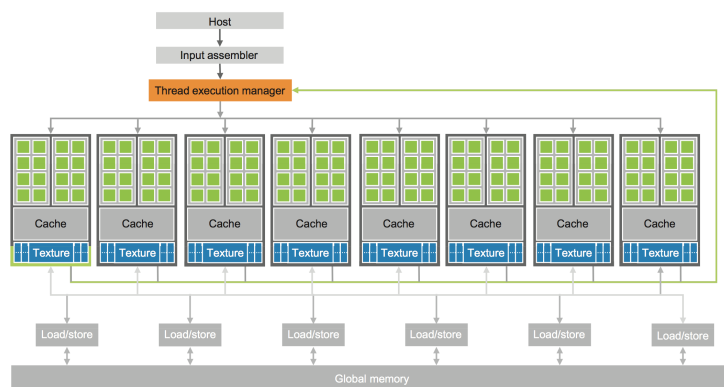 Host
Input assembler
Thread execution manager
Cache Cache Cache Cache Cache Cache Cache Cache
Texture Texture Texture Texture Texture Texture Texture Texture
Load/store Load/store Load/store Load/store Load/store Load/store
Global memory